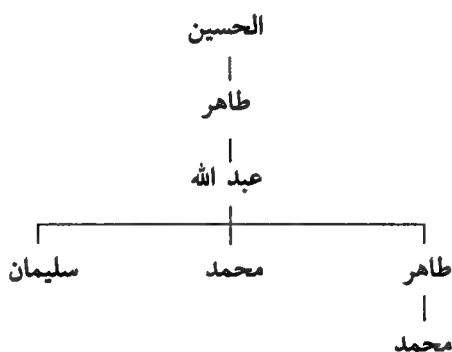 الحسين
طاهر
عبد الله
طاهر محمد سليمان
محمد